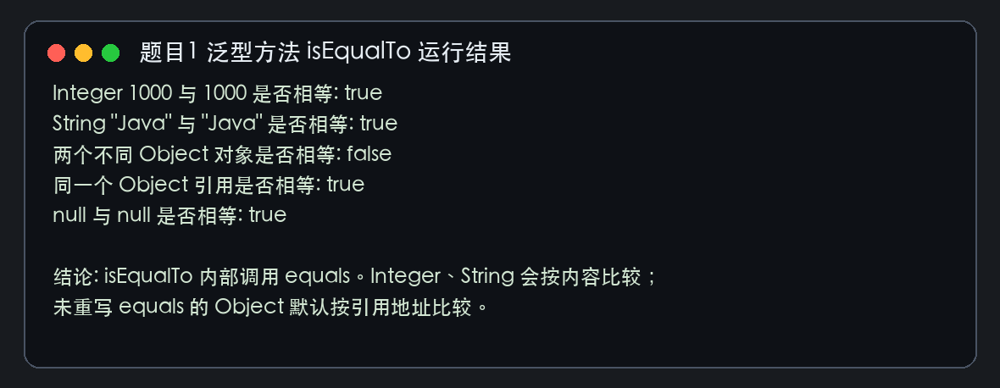 题目1 泛型方法 isEqualTo 运行结果
Integer 1000 与 1000 是否相等: true
String "Java" 与 "Java" 是否相等: true
两个不同 Object 对象是否相等: false
同一个 Object 引用是否相等: true
null 与 null 是否相等: true
结论: isEqualTo 内部调用 equals。Integer、String 会按内容比较；
未重写 equals 的 Object 默认按引用地址比较。